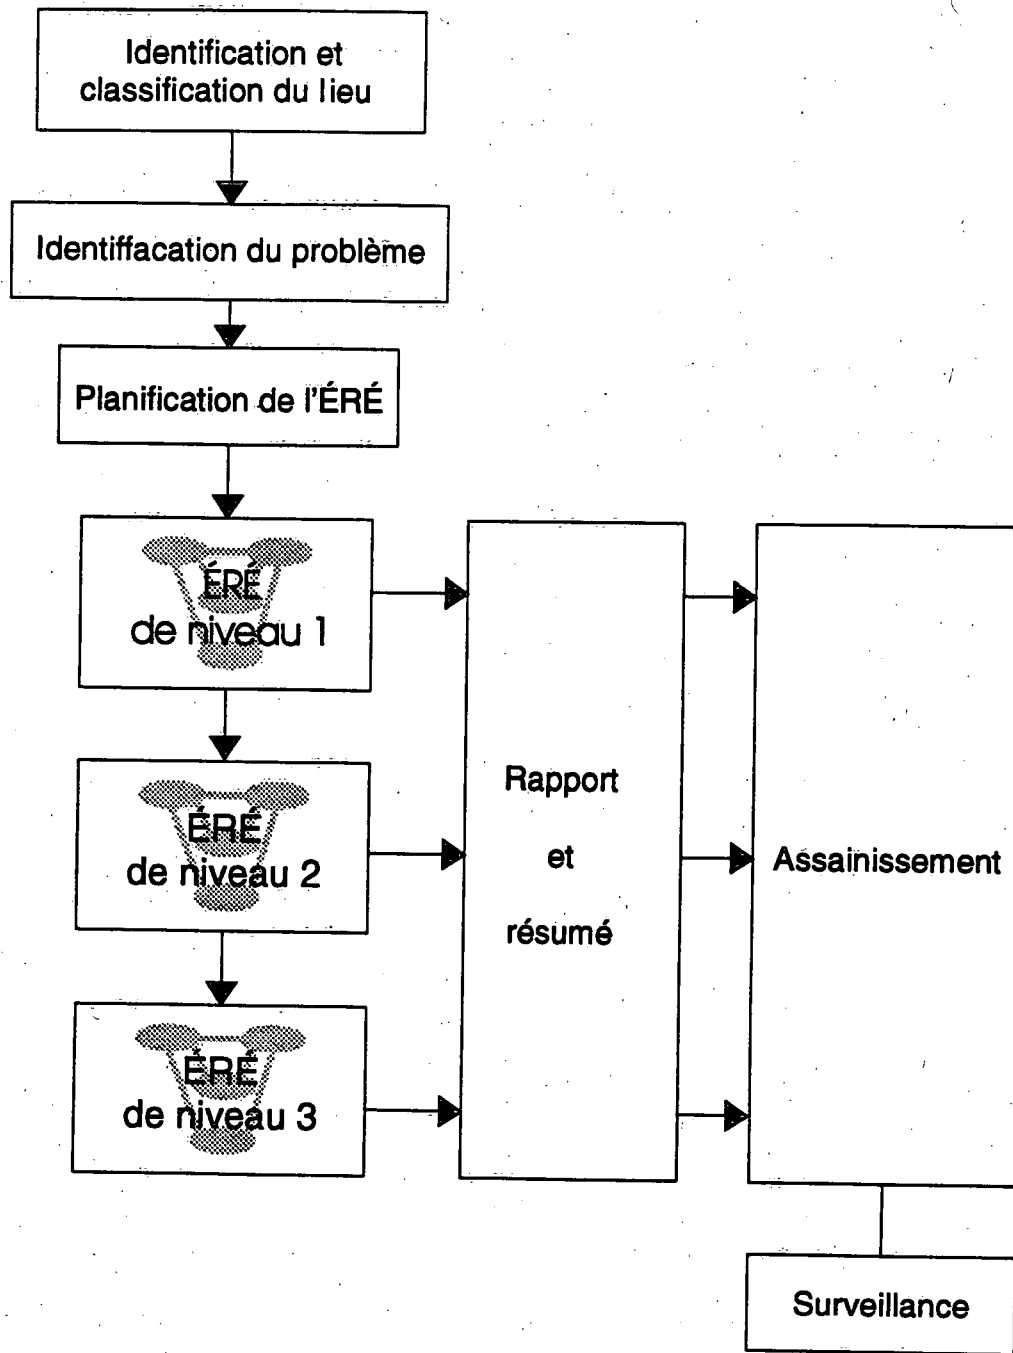 Identification et
classification du lieu
Identiffacation du problème
Planification de l'ÉRÉ
ÉRÉ
de niveau 1
ÉRÉ
de niveau 2
ÉRÉ
de niveau 3
Rapport
et
résumé
Assainissement
Surveillance